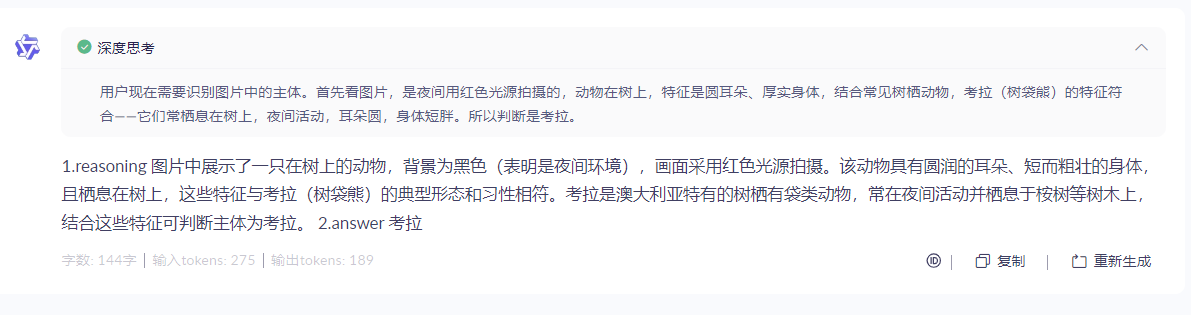 深度思考
用户现在需要识别图片中的主体。首先看图片，是夜间用红色光源拍摄的，动物在树上，特征是圆耳朵、厚实身体，结合常见树栖动物，考拉（树袋熊）的特征符
合——它们常栖息在树上，夜间活动，耳朵圆，身体短胖。所以判断是考拉。
1.reasoning 图片中展示了一只在树上的动物，背景为黑色（表明是夜间环境），画面采用红色光源拍摄。该动物具有圆润的耳朵、短而粗壮的身体，
且栖息在树上，这些特征与考拉（树袋熊）的典型形态和习性相符。考拉是澳大利亚特有的树栖有袋类动物，常在夜间活动并栖息于桉树等树木上，
结合这些特征可判断主体为考拉。 2.answer 考拉
字数: 144字 | 输入tokens: 275 | 输出tokens: 189 ID | 复制 | 重新生成